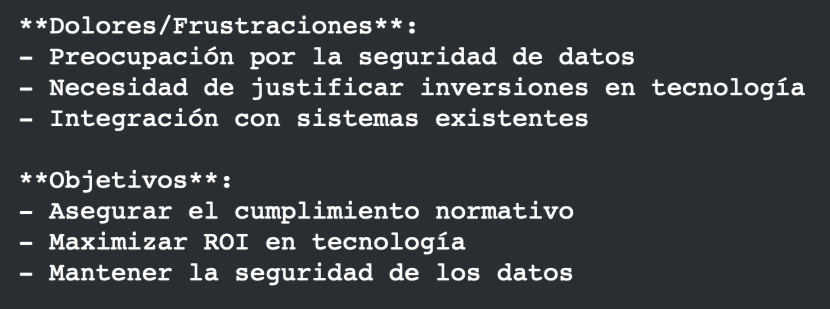 **Dolores/Frustraciones**:
- Preocupación por la seguridad de datos
- Necesidad de justificar inversiones en tecnología
- Integración con sistemas existentes

**Objetivos**:
- Asegurar el cumplimiento normativo
- Maximizar ROI en tecnología
- Mantener la seguridad de los datos